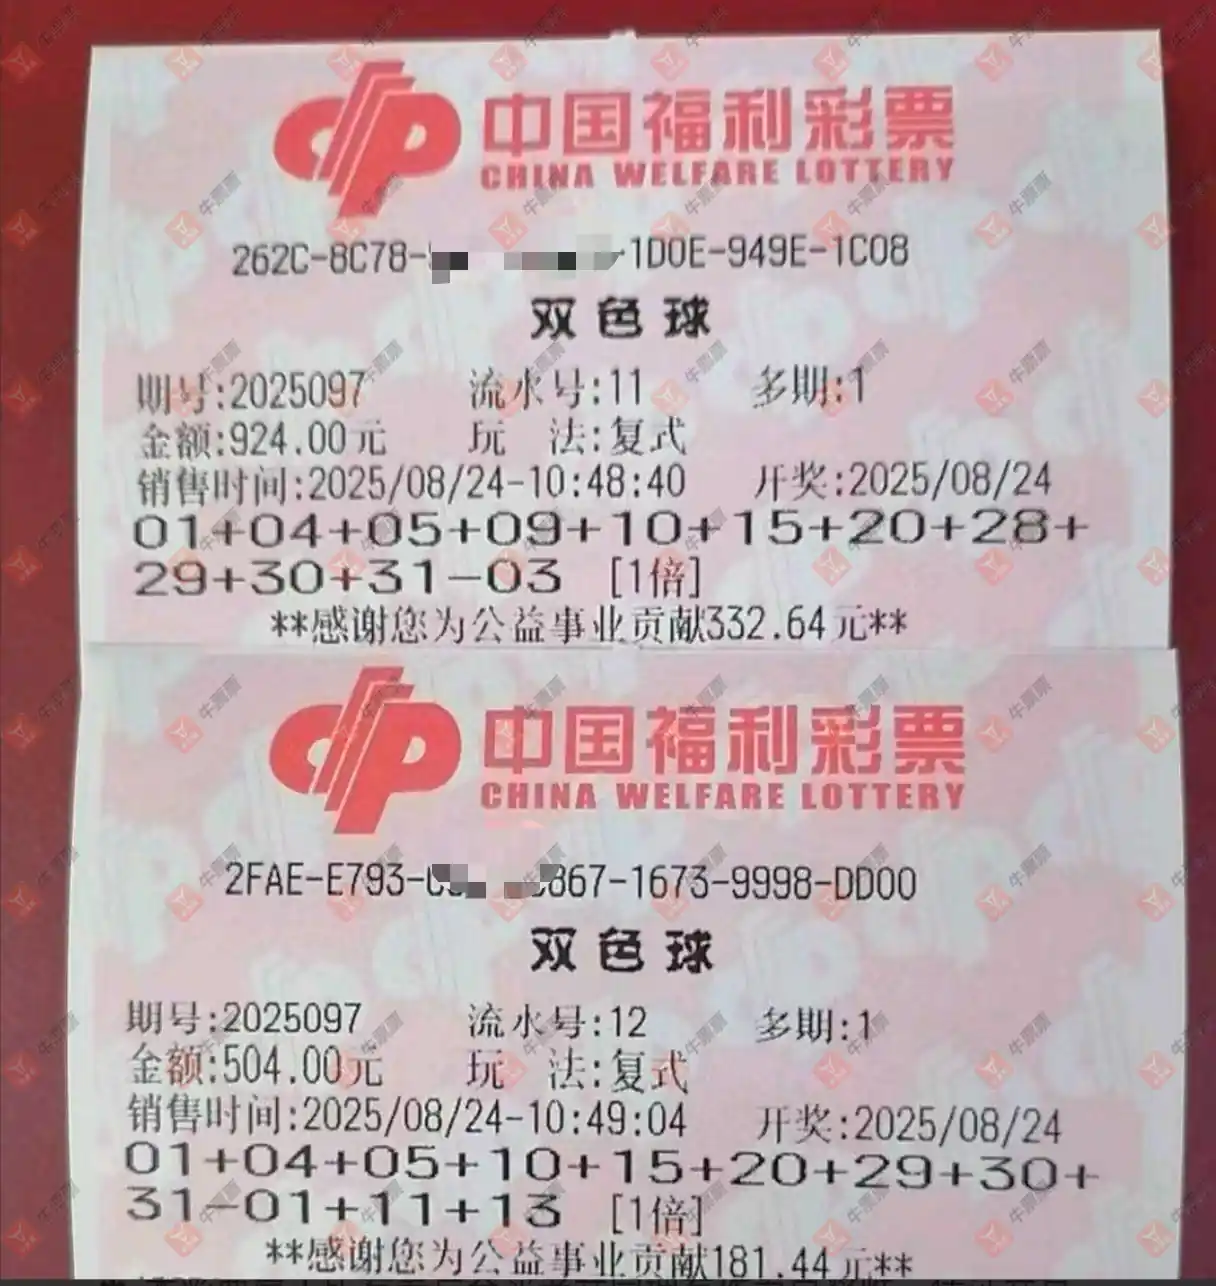 中国福利彩票
CHINA WELFARE LOTTERY
262C-8C78- -1D0E-949E-1C08
双色球
期号:2025097 流水号:11 多期:1
金额:924.00元 玩 法:复式
销售时间:2025/08/24-10:48:40 开奖:2025/08/24
01+04+05+09+10+15+20+28+
29+30+31-03 [1倍]
**感谢您为公益事业贡献332.64元**
中国福利彩票
CHINA WELFARE LOTTERY
2FAE-E793- 867-1673-9998-DD00
双色球
期号:2025097 流水号:12 多期:1
金额:504.00元 玩 法:复式
销售时间:2025/08/24-10:49:04 开奖:2025/08/24
01+04+05+10+15+20+29+30+
31-01+11+13 [1倍]
**感谢您为公益事业贡献181.44元**